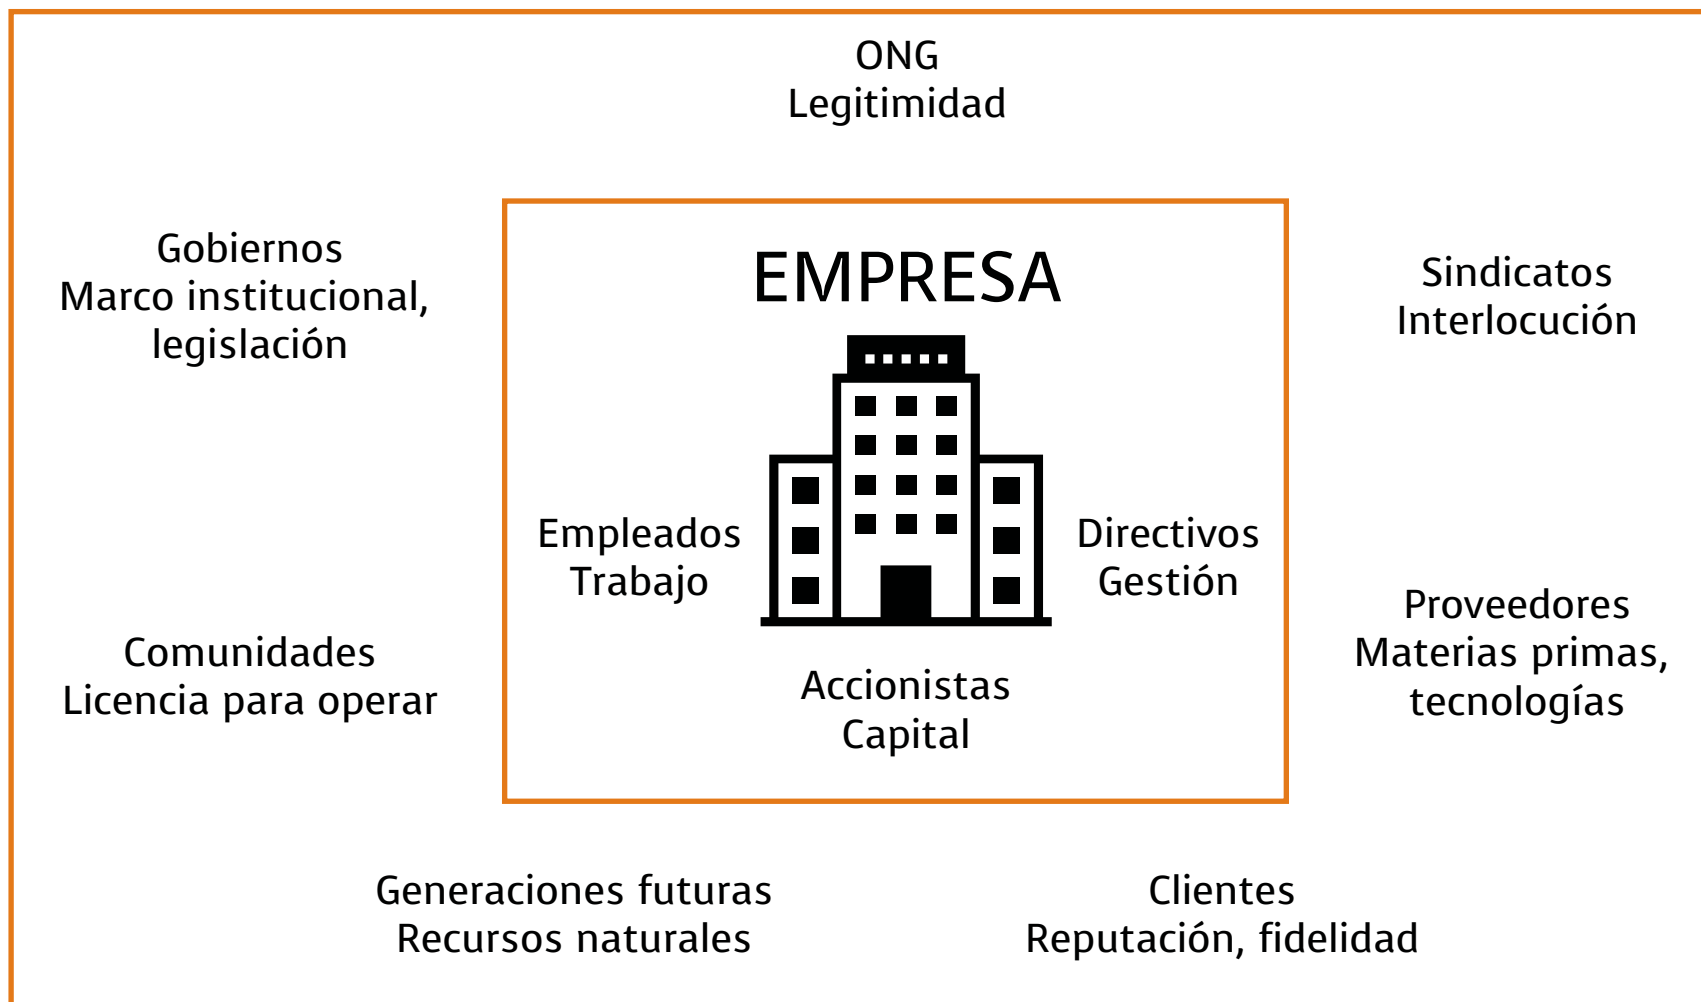 ONG
Legitimidad
Gobiernos
Marco institucional,
legislación
EMPRESA
Sindicatos
Interlocución
Empleados
Trabajo
Directivos
Gestión
Comunidades
Licencia para operar
Accionistas
Capital
Proveedores
Materias primas,
tecnologías
Generaciones futuras
Recursos naturales
Clientes
Reputación, fidelidad